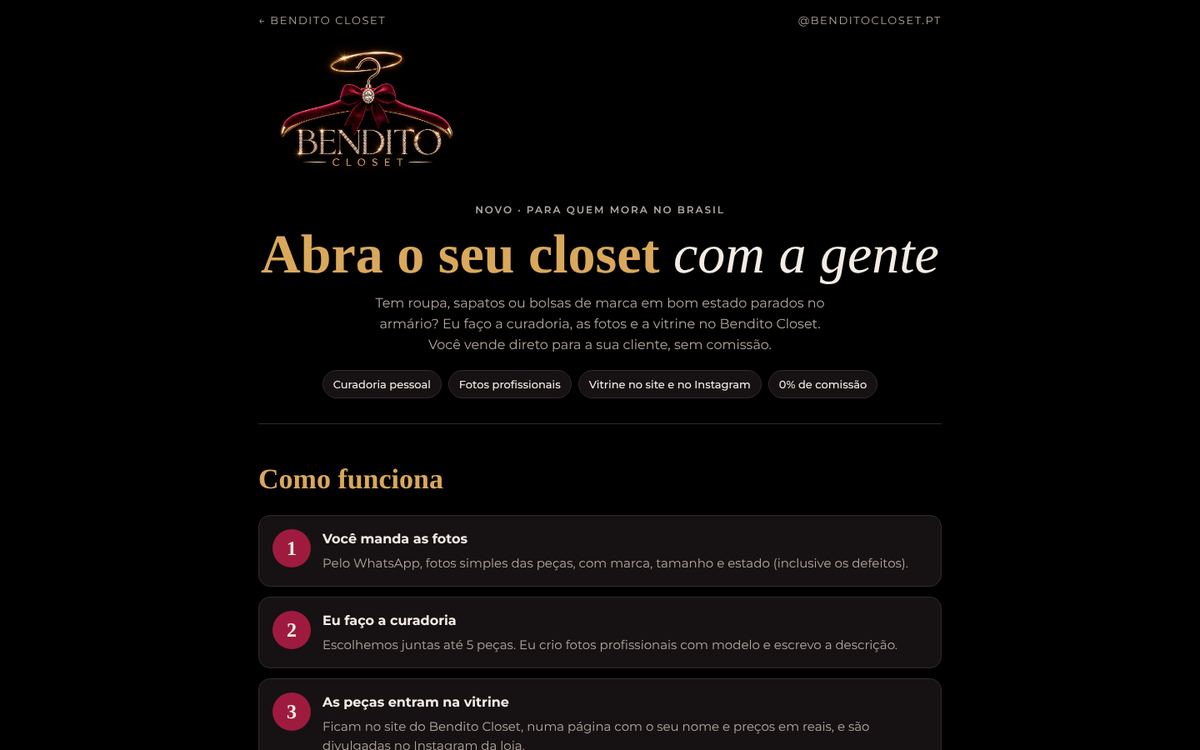 ← BENDITO CLOSET
@BENDITOCLOSET.PT
BENDITO
CLOSET
NOVO · PARA QUEM MORA NO BRASIL
Abra o seu closet com a gente
Tem roupa, sapatos ou bolsas de marca em bom estado parados no
armário? Eu faço a curadoria, as fotos e a vitrine no Bendito Closet.
Você vende direto para a sua cliente, sem comissão.
Curadoria pessoal
Fotos profissionais
Vitrine no site e no Instagram
0% de comissão
Como funciona
1
Você manda as fotos
Pelo WhatsApp, fotos simples das peças, com marca, tamanho e estado (inclusive os defeitos).
2
Eu faço a curadoria
Escolhemos juntas até 5 peças. Eu crio fotos profissionais com modelo e escrevo a descrição.
3
As peças entram na vitrine
Ficam no site do Bendito Closet, numa página com o seu nome e preços em reais, e são
divulgadas no Instagram da loja.